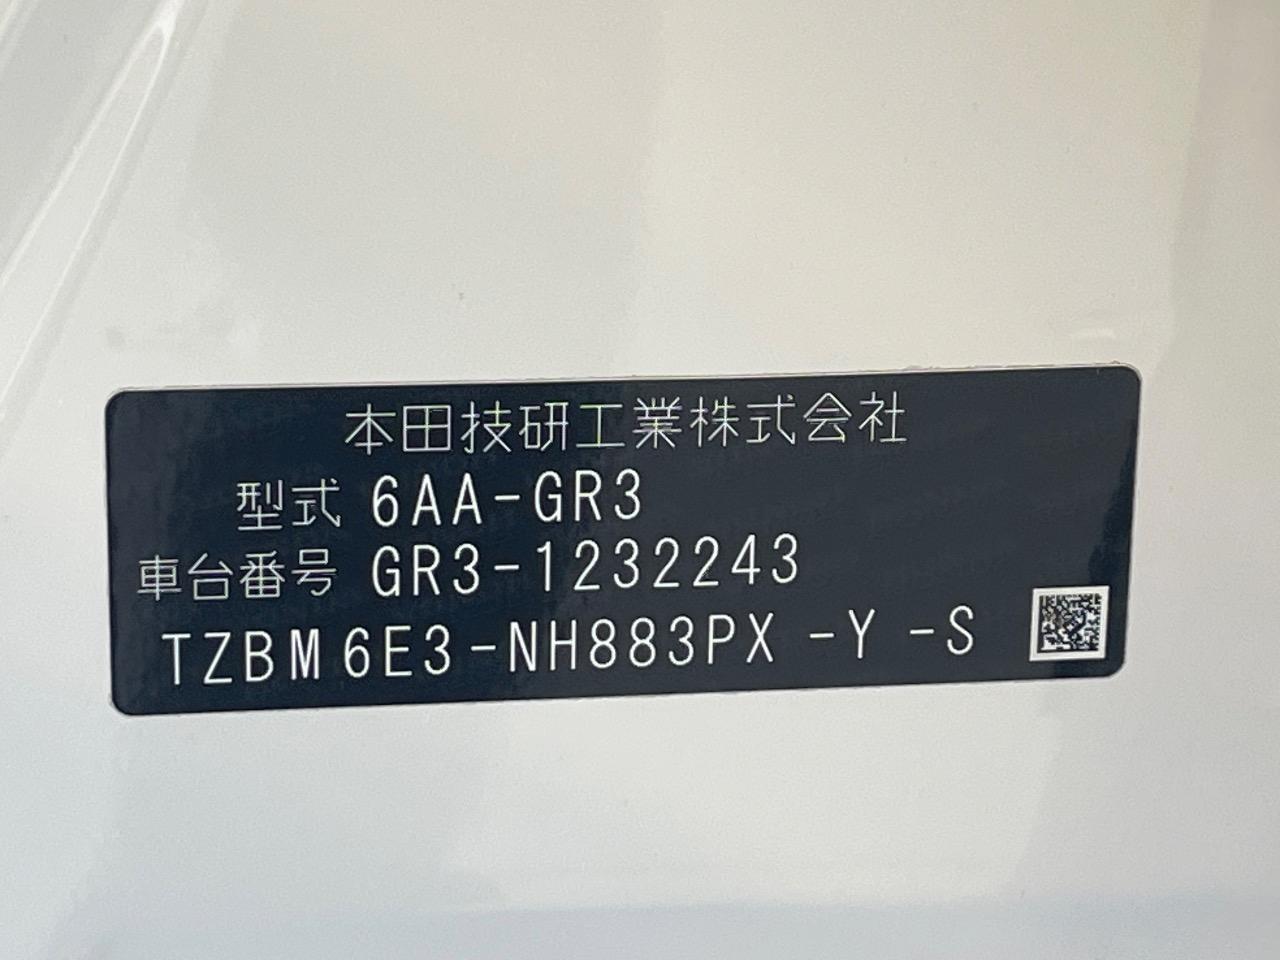 本田技研工業株式会社
型式 6AA-GR3
車台番号 GR3-1232243
TZBM6E3-NH883PX -Y -S